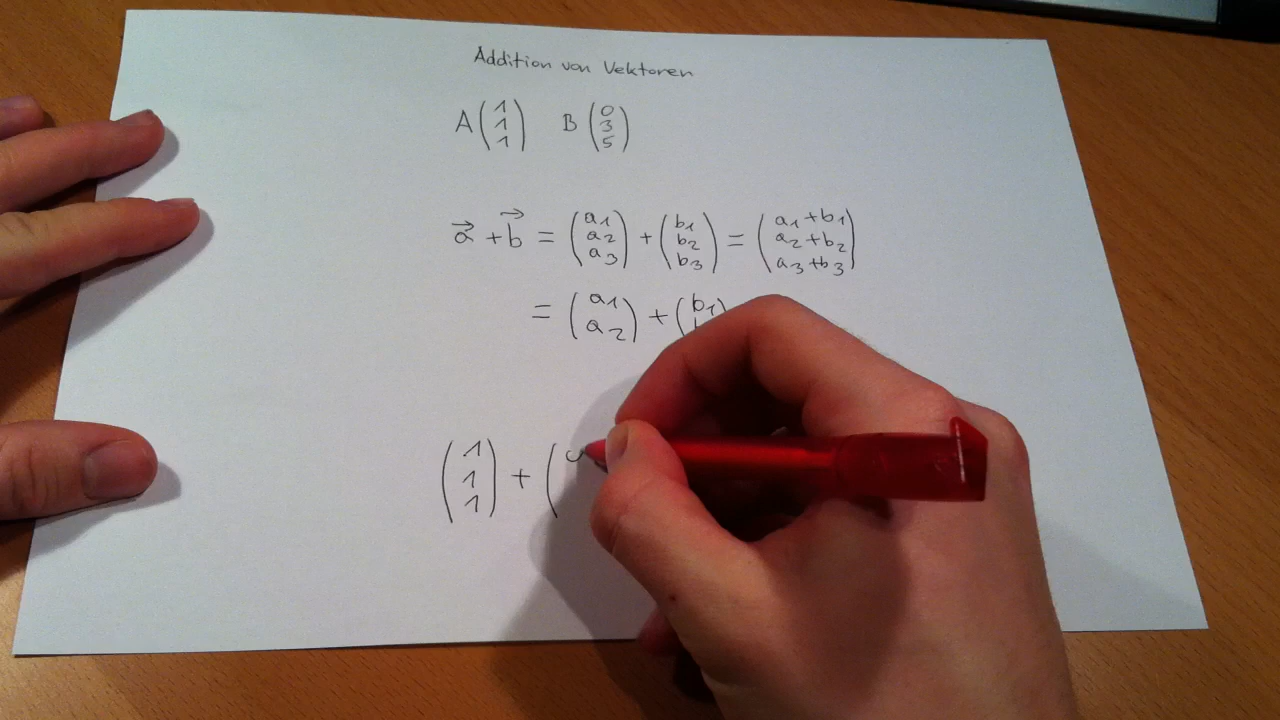 Addition von Vektoren
A (1 1 1) B (0 3 5)
a⃗ + b⃗ = (a1 a2 a3) + (b1 b2 b3) = (a1+b1 a2+b2 a3+b3)
= (a1 a2) + (b1
(1 1 1) + (